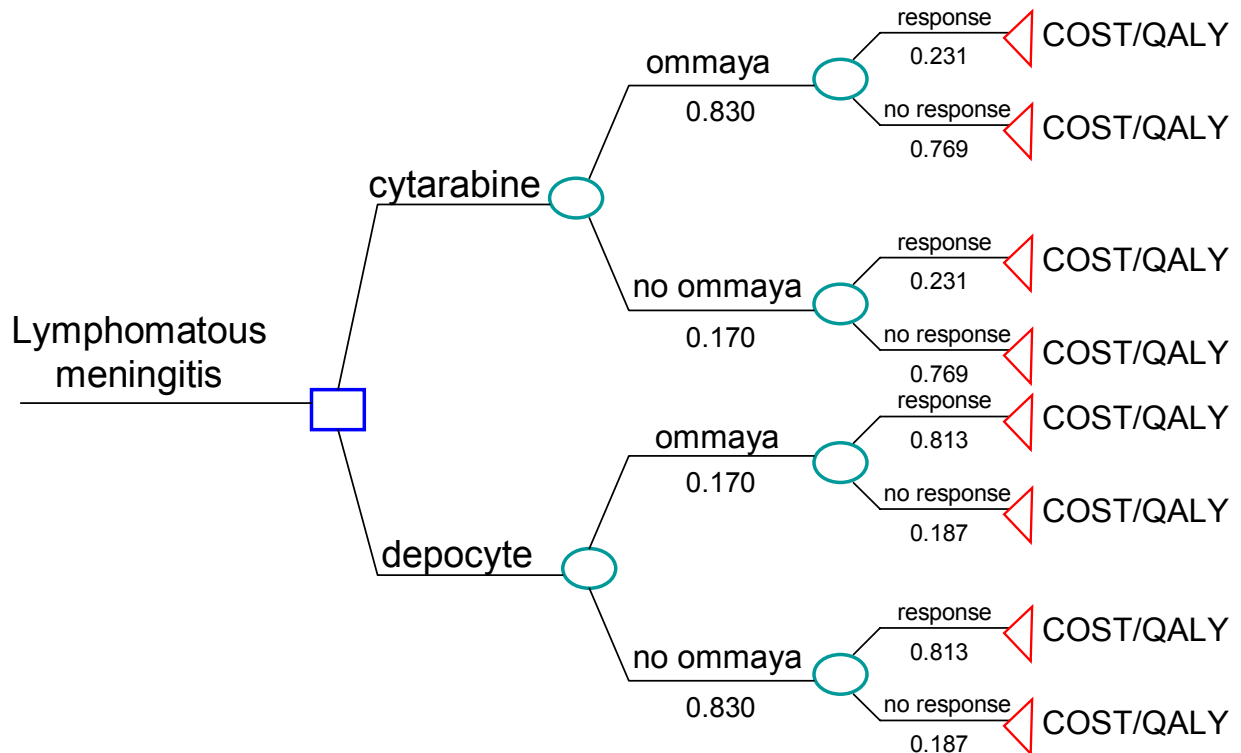 response
COST/QALY
0.231
ommaya
0.830
no response
COST/QALY
0.769
cytarabine
response
COST/QALY
0.231
no ommaya
0.170
no response
COST/QALY
0.769
Lymphomatous
meningitis
response
COST/QALY
0.813
ommaya
0.170
no response
COST/QALY
0.187
depocyte
response
COST/QALY
0.813
no ommaya
0.830
no response
COST/QALY
0.187